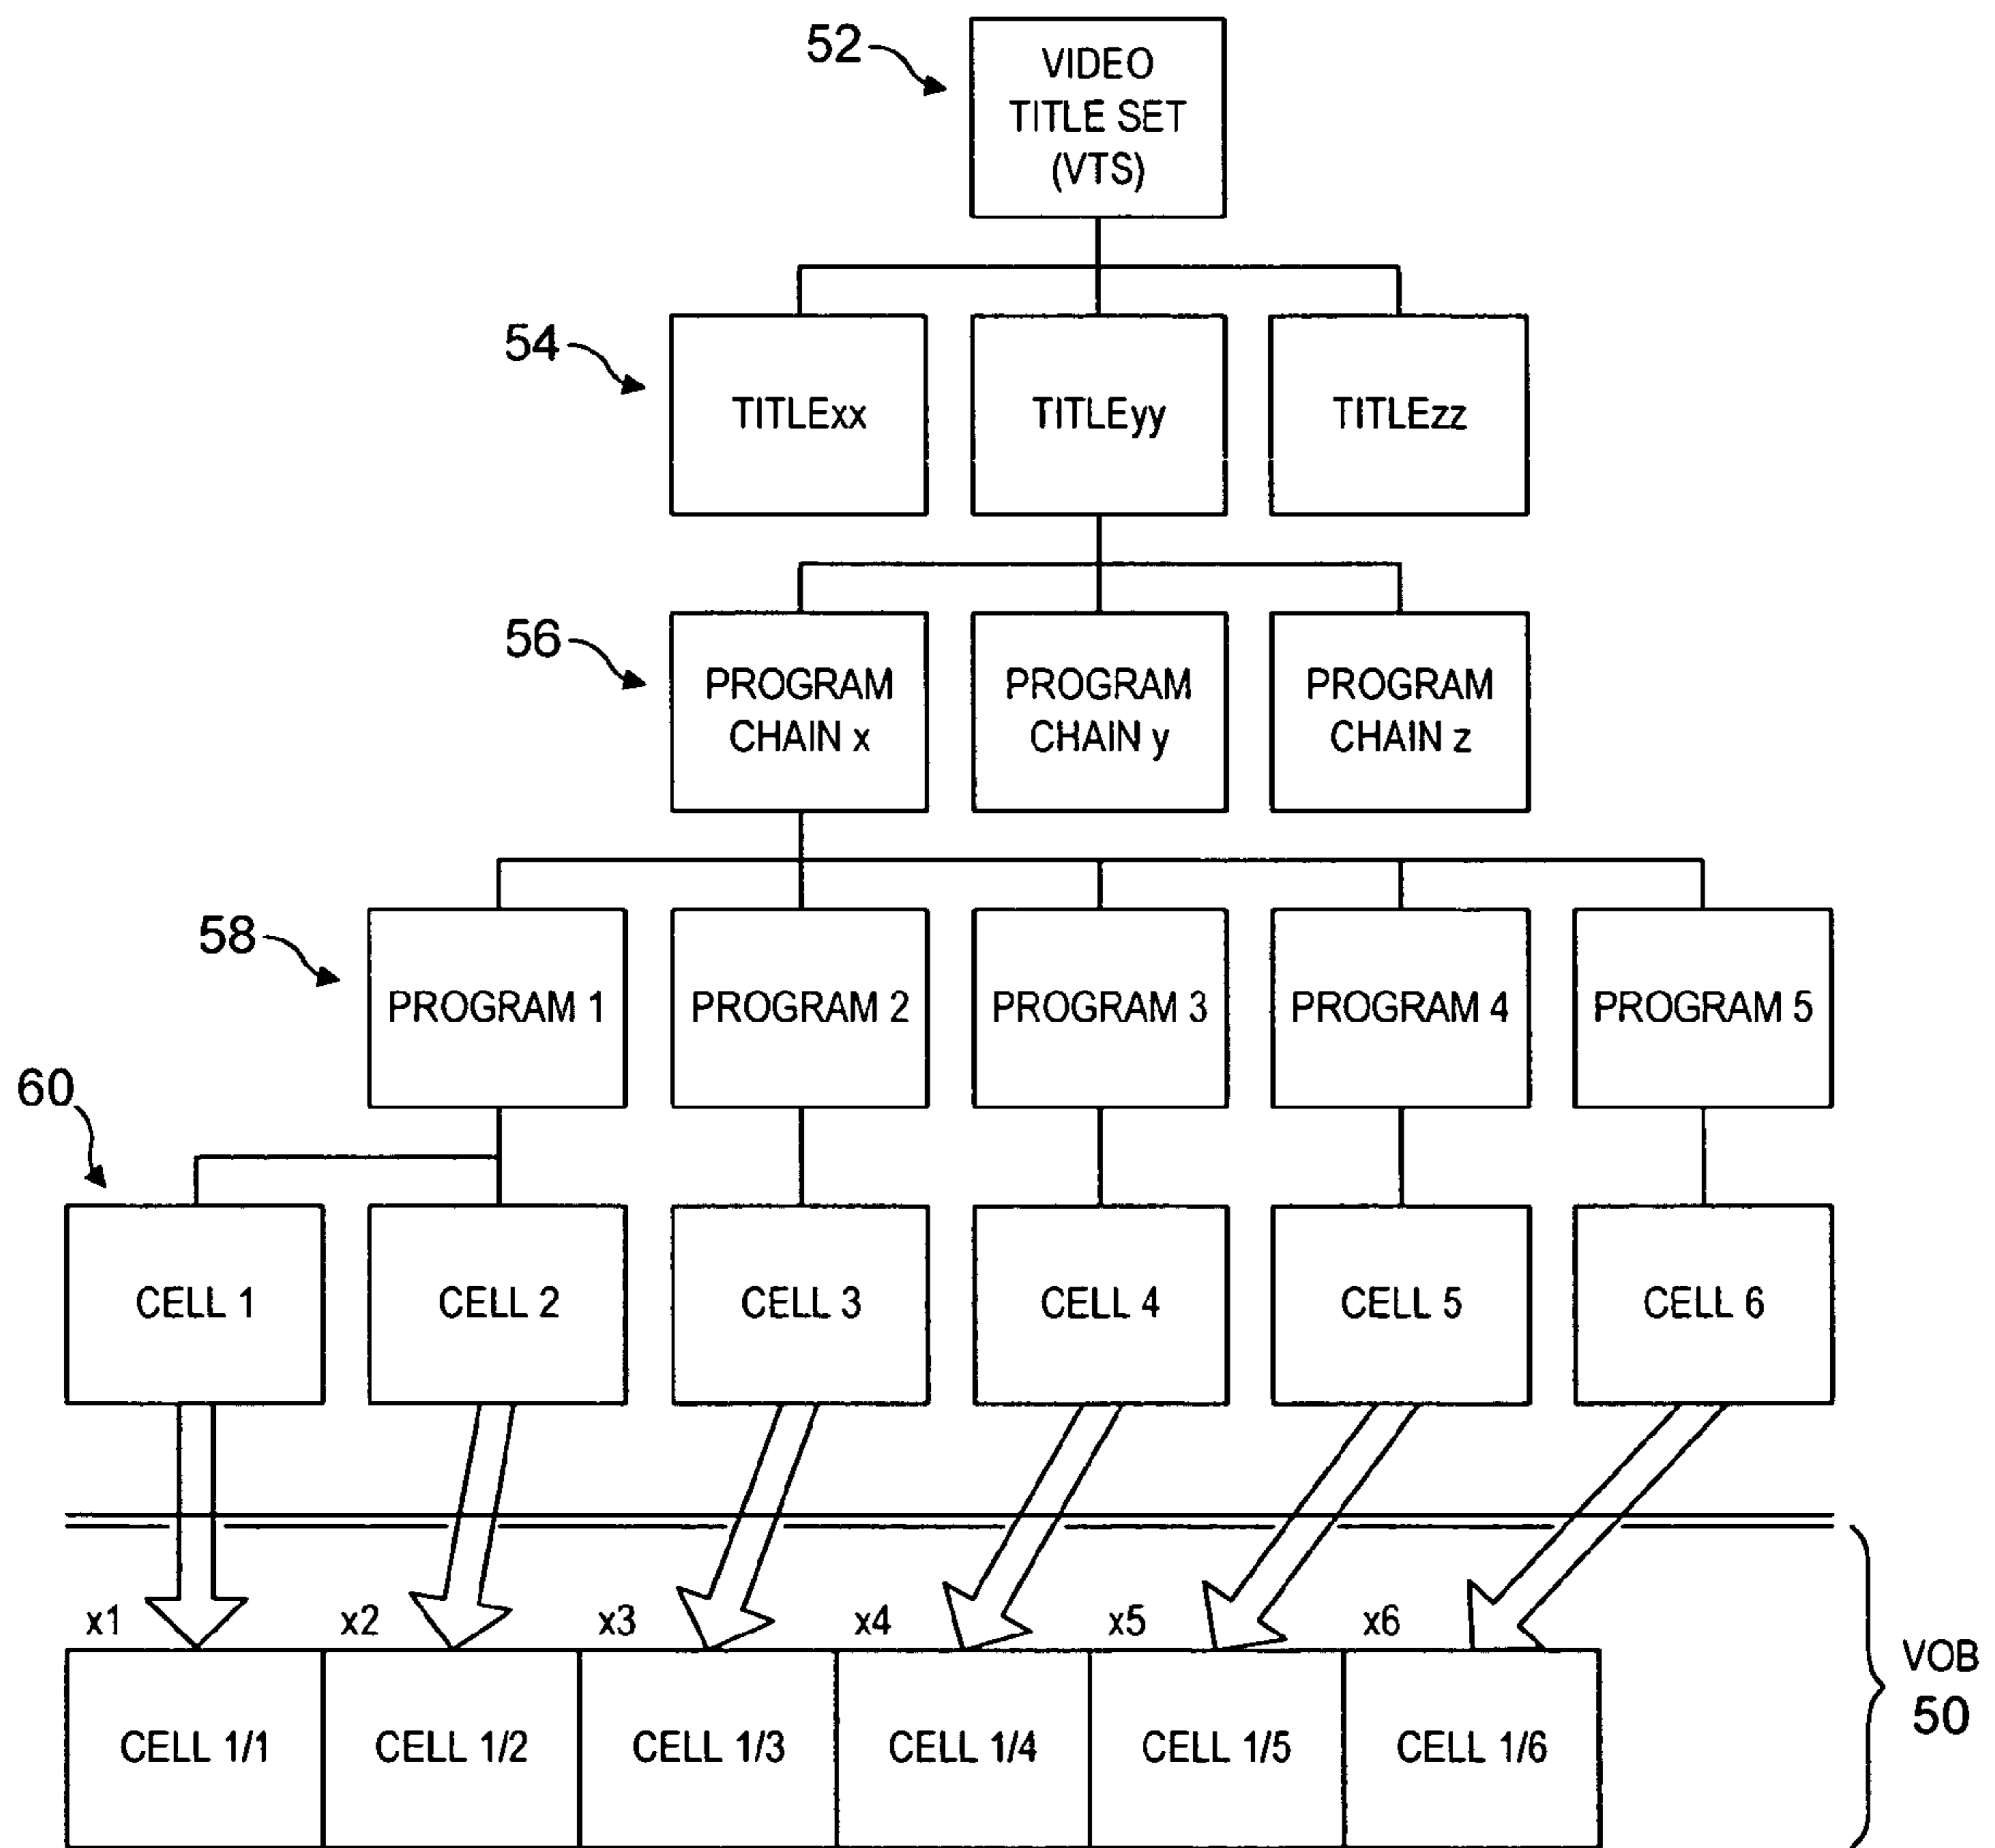 52
VIDEO
TITLE SET
(VTS)
54
TITLExx
TITLEyy
TITLEzz
56
PROGRAM
CHAIN x
PROGRAM
CHAIN y
PROGRAM
CHAIN z
58
PROGRAM 1
PROGRAM 2
PROGRAM 3
PROGRAM 4
PROGRAM 5
60
CELL 1
CELL 2
CELL 3
CELL 4
CELL 5
CELL 6
x1
x2
x3
x4
x5
x6
CELL 1/1
CELL 1/2
CELL 1/3
CELL 1/4
CELL 1/5
CELL 1/6
VOB
50